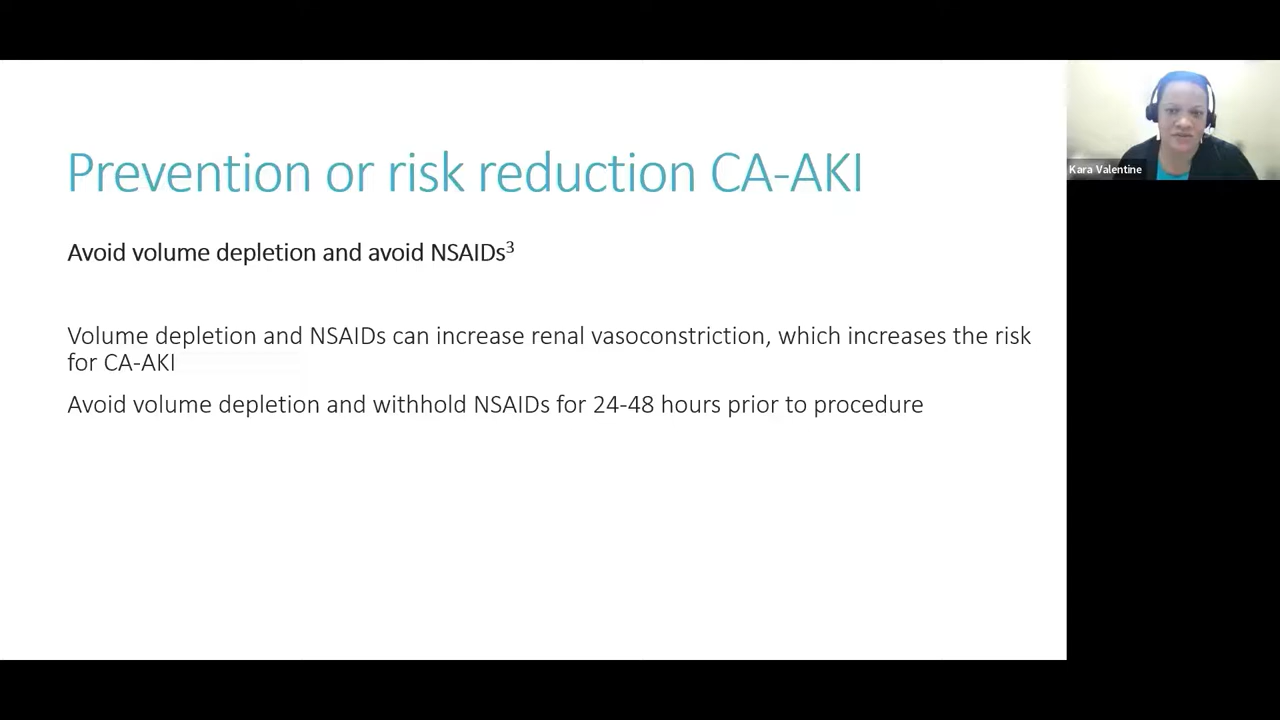 Prevention or risk reduction CA-AKI
Avoid volume depletion and avoid NSAIDs³
Volume depletion and NSAIDs can increase renal vasoconstriction, which increases the risk
for CA-AKI
Avoid volume depletion and withhold NSAIDs for 24-48 hours prior to procedure
Kara Valentine